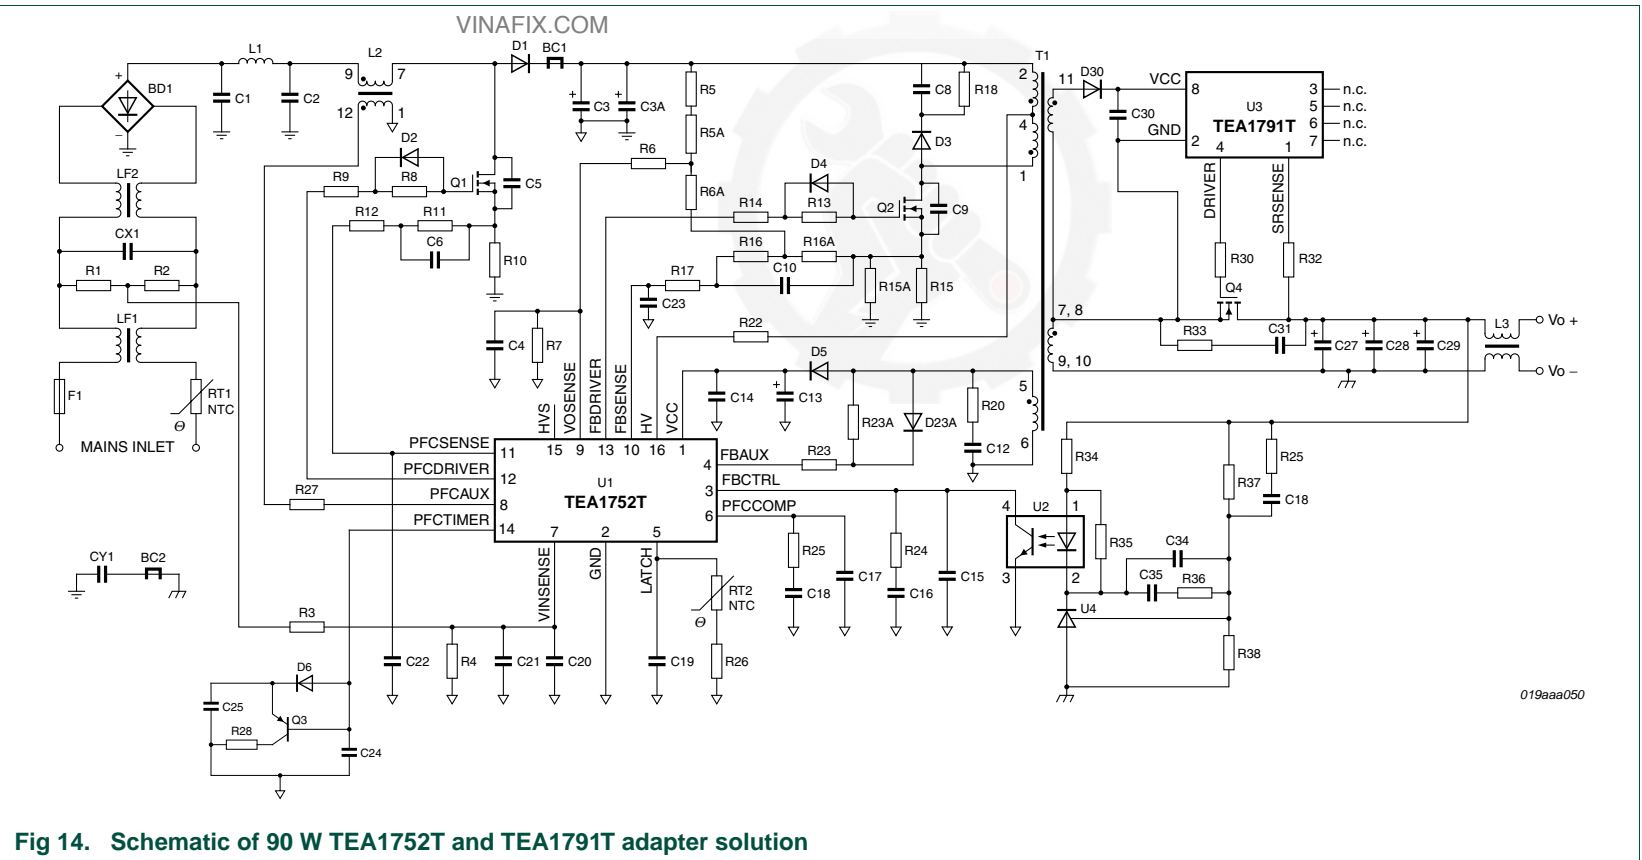 VINAFIX.COM
L1
L2
D1
BC1
T1
BD1
+
−
9
7
12
1
C1
C2
+
C3
+
C3A
R5
R5A
R6
R6A
C8
R18
D3
2
4
1
11
D30
VCC
C30
GND
8
2
U3
TEA1791T
4
1
3
5
6
7
n.c.
n.c.
n.c.
n.c.
DRIVER
SRSENSE
LF2
CX1
R1
R2
LF1
F1
RT1
NTC
Θ
MAINS INLET
D2
R9
R8
Q1
C5
R12
R11
C6
R10
D4
R14
R13
Q2
C9
R16
R16A
R17
C10
C23
R15A
R15
R22
C4
R7
R30
R32
Q4
7, 8
9, 10
R33
C31
+
C27
+
C28
+
C29
L3
Vo +
Vo −
HVS
VOSENSE
FBDRIVER
FBSENSE
HV
VCC
C14
+
C13
D5
R23A
D23A
R20
C12
5
6
PFCSENSE
PFCDRIVER
PFCAUX
PFCTIMER
R27
11
12
8
14
15
9
13
10
16
1
4
3
6
7
2
5
U1
TEA1752T
FBAUX
FBCTRL
PFCCOMP
R23
VINSENSE
GND
LATCH
R25
C18
C17
R24
C16
C15
RT2
NTC
Θ
R26
C19
R34
R37
R25
C18
4
U2
1
3
2
R35
C34
C35
R36
U4
R38
CY1
BC2
R3
C22
R4
C21
C20
D6
C25
Q3
R28
C24
019aaa050
Fig 14. Schematic of 90 W TEA1752T and TEA1791T adapter solution